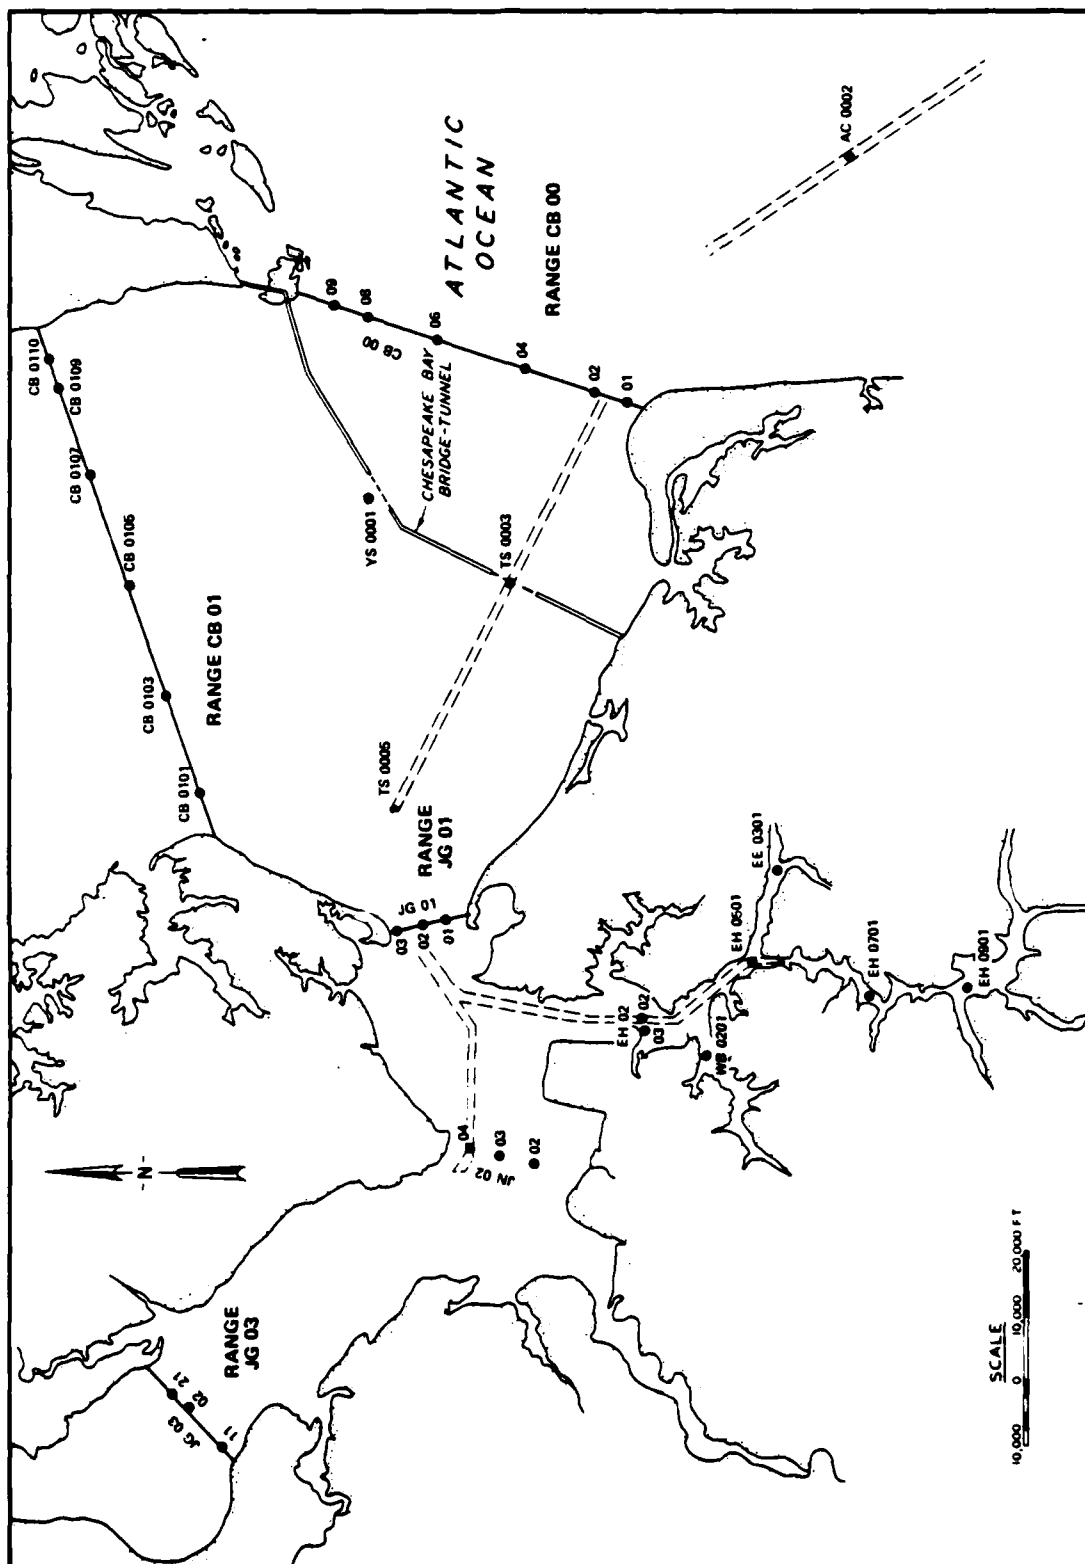 CB 0110
CB 0109
CB 0107
CB 0106
CB 0103
CB 0101
RANGE CB 01
ATLANTIC
OCEAN
RANGE CB 00
AC 0002
09
08
CB 00
06
04
02
01
CHESAPEAKE BAY
BRIDGE-TUNNEL
YS 0001
TS 0003
TS 0005
RANGE
JG 01
JG 01
03
02
01
EE 0301
EH 0501
EH 0701
EH 0901
EH 02
02
03
WB 0201
04
03
02
JN 02
-N-
RANGE
JG 03
JG 03
21
02
11
SCALE
10,000 0 10,000 20,000 FT